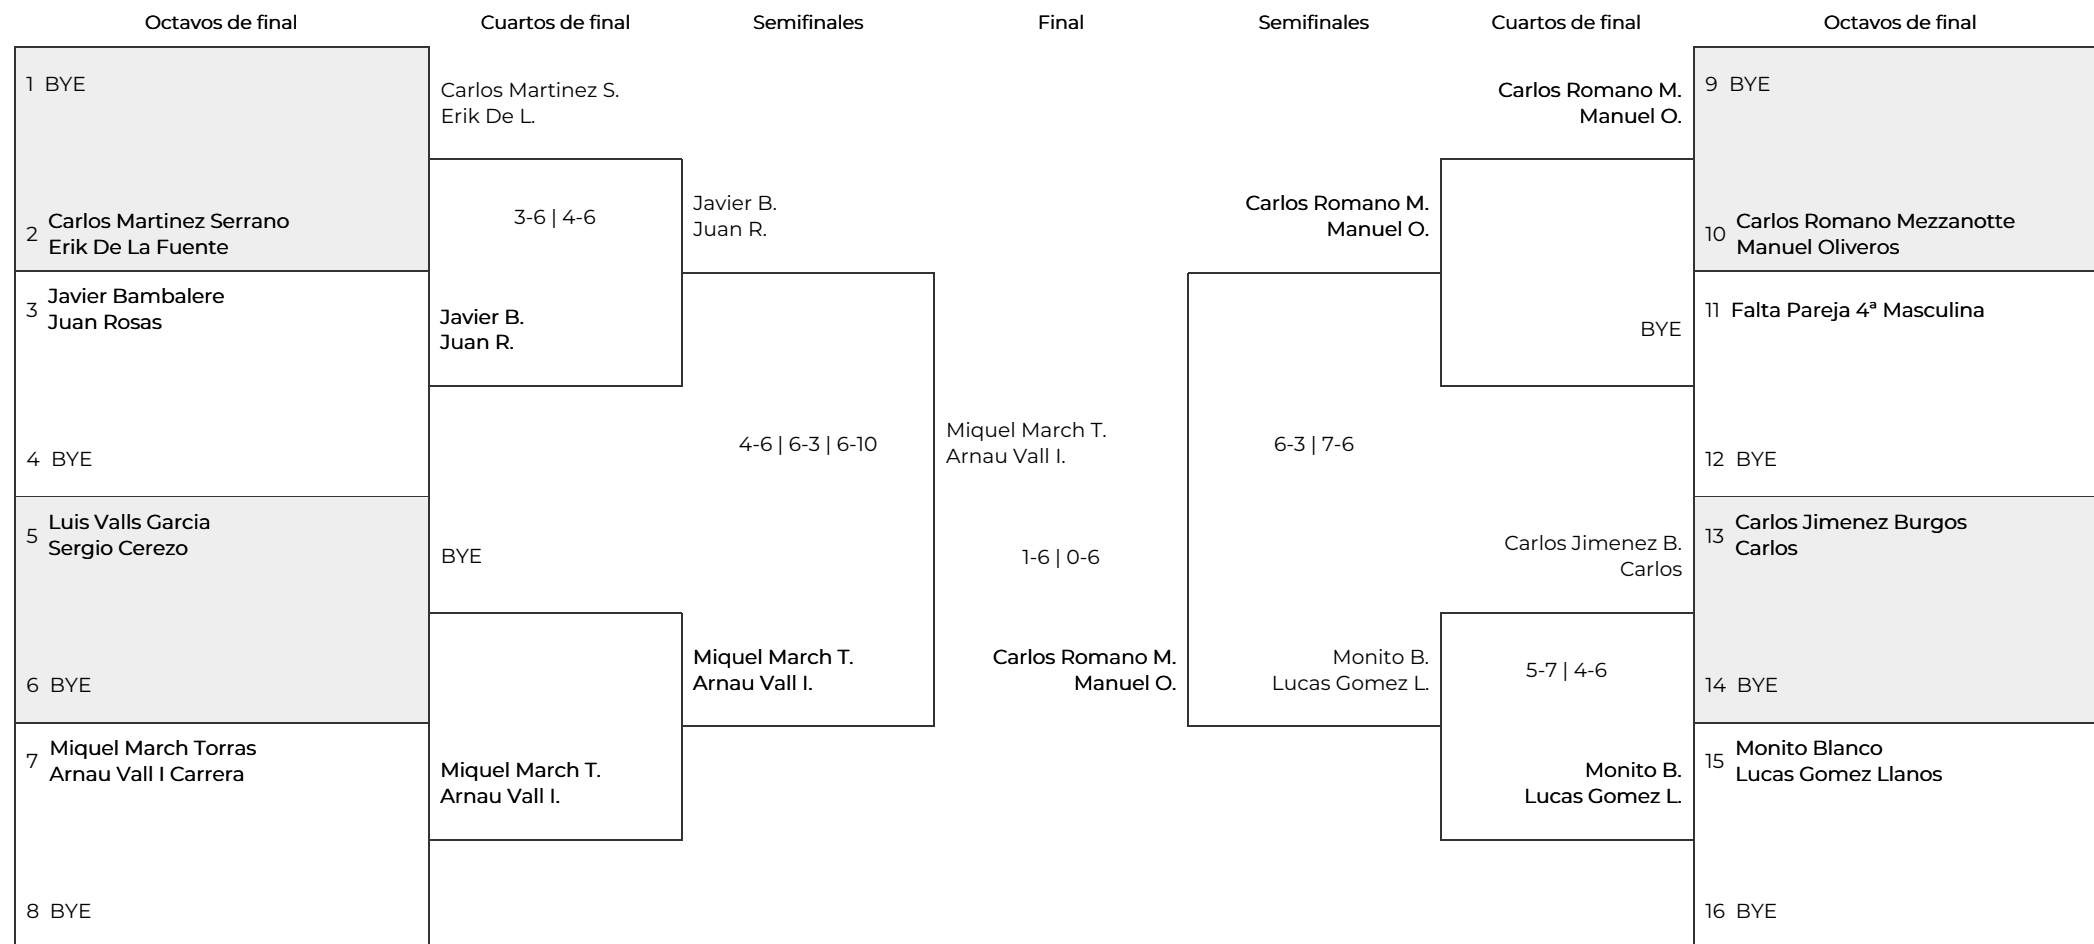 Octavos de final
Cuartos de final
Semifinales
Final
Semifinales
Cuartos de final
Octavos de final
1 BYE
2 Carlos Martinez Serrano
Erik De La Fuente
3 Javier Bambalere
Juan Rosas
4 BYE
5 Luis Valls Garcia
Sergio Cerezo
6 BYE
7 Miquel March Torras
Arnau Vall I Carrera
8 BYE
Carlos Martinez S.
Erik De L.
3-6 | 4-6
Javier B.
Juan R.
BYE
Miquel March T.
Arnau Vall I.
Javier B.
Juan R.
4-6 | 6-3 | 6-10
Miquel March T.
Arnau Vall I.
Miquel March T.
Arnau Vall I.
1-6 | 0-6
Carlos Romano M.
Manuel O.
Carlos Romano M.
Manuel O.
6-3 | 7-6
Monito B.
Lucas Gomez L.
Carlos Romano M.
Manuel O.
BYE
Carlos Jimenez B.
Carlos
5-7 | 4-6
Monito B.
Lucas Gomez L.
9 BYE
10 Carlos Romano Mezzanotte
Manuel Oliveros
11 Falta Pareja 4ª Masculina
12 BYE
13 Carlos Jimenez Burgos
Carlos
14 BYE
15 Monito Blanco
Lucas Gomez Llanos
16 BYE